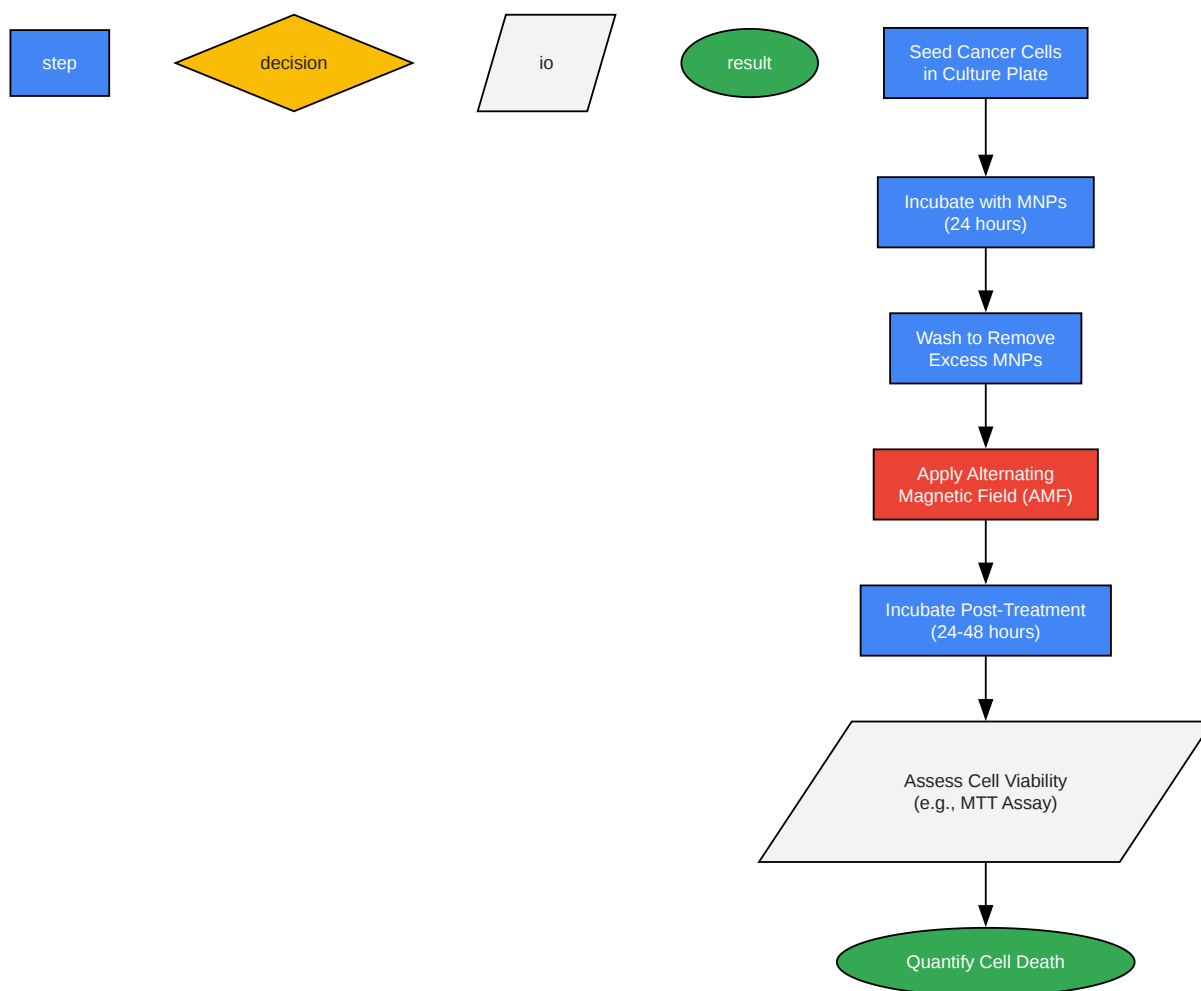 step
decision
io
result
Seed Cancer Cells
in Culture Plate
Incubate with MNPs
(24 hours)
Wash to Remove
Excess MNPs
Apply Alternating
Magnetic Field (AMF)
Incubate Post-Treatment
(24-48 hours)
Assess Cell Viability
(e.g., MTT Assay)
Quantify Cell Death